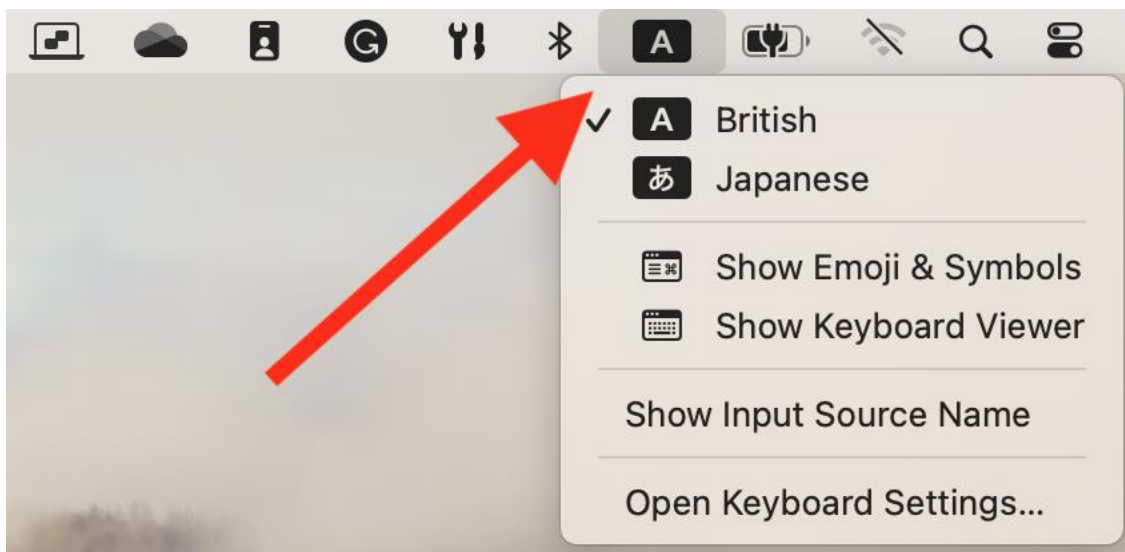 A
A British
あ Japanese
Show Emoji & Symbols
Show Keyboard Viewer
Show Input Source Name
Open Keyboard Settings...